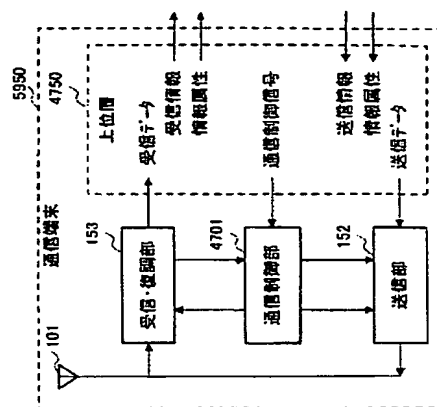 5950
通信端末
4750
上位層
101
153
受信・復調部
受信データ
受信情報
情報属性
4701
通信制御部
通信制御信号
152
送信部
送信情報
情報属性
送信データ